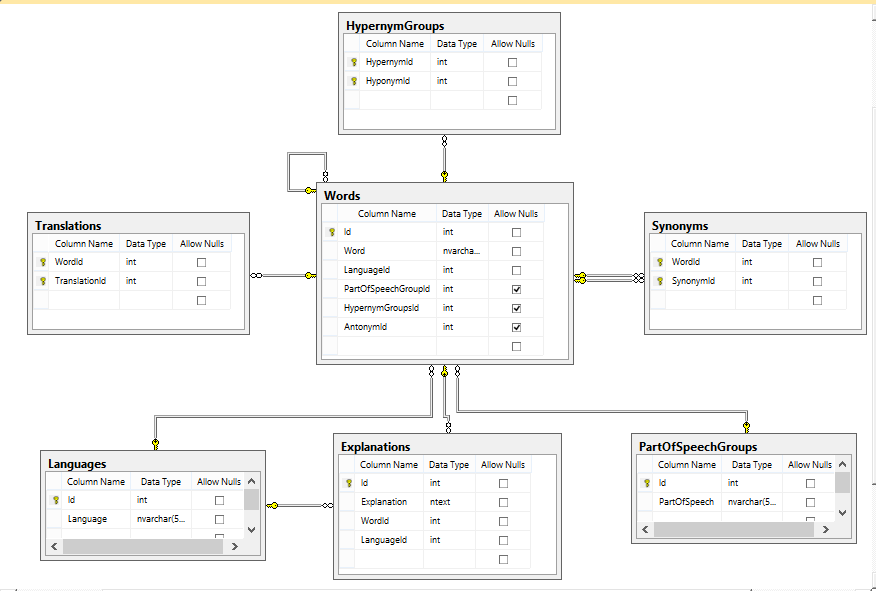 HypernymGroups
Column Name Data Type Allow Nulls
HypernymId int
HyponymId int
Words
Column Name Data Type Allow Nulls
Id int
Word nvarcha...
LanguageId int
PartOfSpeechGroupId int
HypernymGroupsId int
AntonymId int
Translations
Column Name Data Type Allow Nulls
WordId int
TranslationId int
Synonyms
Column Name Data Type Allow Nulls
WordId int
SynonymId int
Languages
Column Name Data Type Allow Nulls
Id int
Language nvarchar(5...
Explanations
Column Name Data Type Allow Nulls
Id int
Explanation ntext
WordId int
LanguageId int
PartOfSpeechGroups
Column Name Data Type Allow Nulls
Id int
PartOfSpeech nvarchar(5...